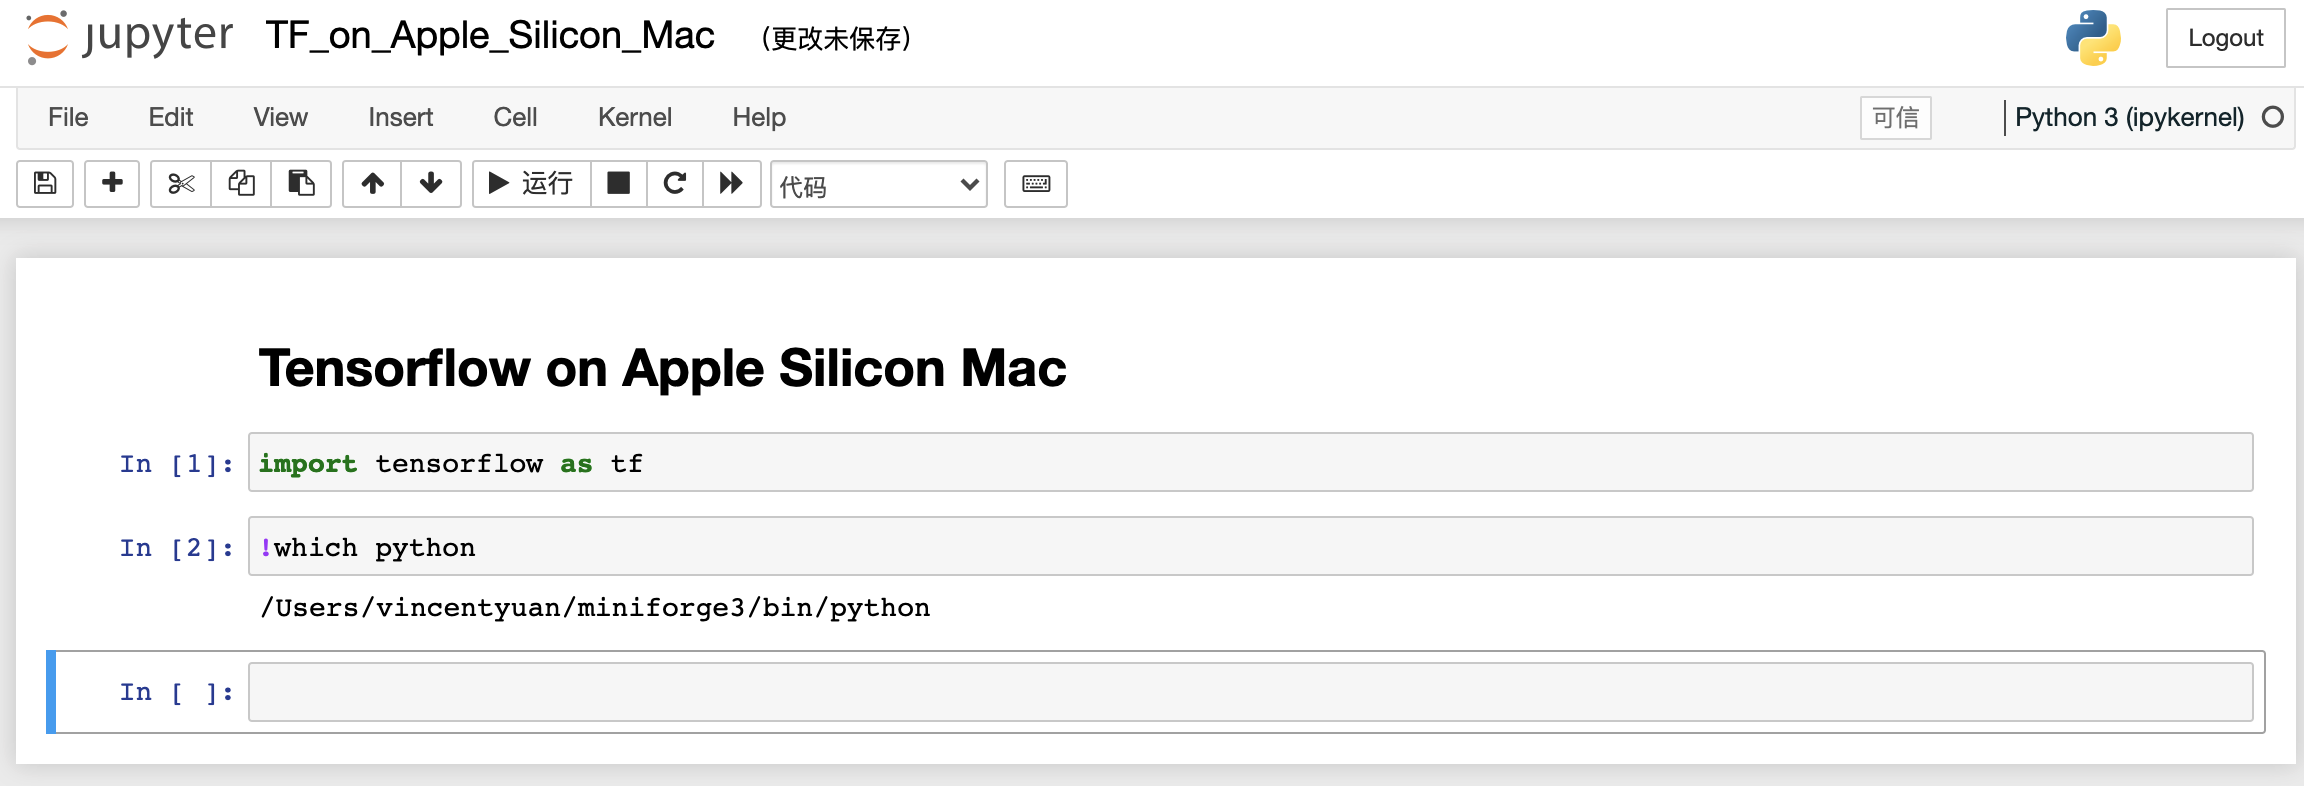 jupyter TF_on_Apple_Silicon_Mac (更改未保存) Logout
File Edit View Insert Cell Kernel Help 可信 Python 3 (ipykernel)
运行 代码
Tensorflow on Apple Silicon Mac
In [1]: import tensorflow as tf
In [2]: !which python
/Users/vincentyuan/miniforge3/bin/python
In [ ]: